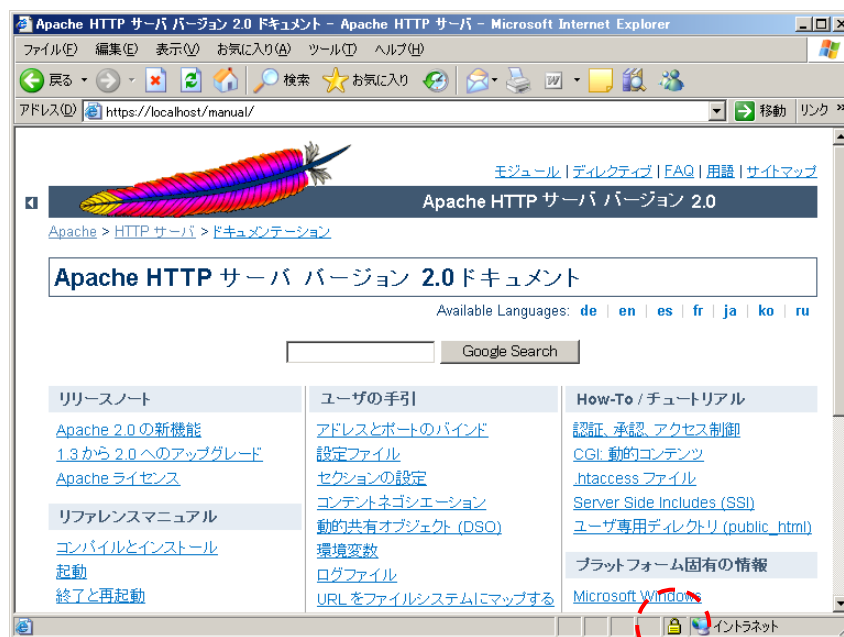 Apache HTTP サーバ バージョン 2.0 ドキュメント - Apache HTTP サーバ - Microsoft Internet Explorer
ファイル(F) 編集(E) 表示(V) お気に入り(A) ツール(T) ヘルプ(H)
戻る 検索 お気に入り
アドレス(D) https://localhost/manual/ 移動 リンク »
モジュール | ディレクティブ | FAQ | 用語 | サイトマップ
Apache HTTP サーバ バージョン 2.0
Apache > HTTP サーバ > ドキュメンテーション
Apache HTTP サーバ バージョン 2.0ドキュメント
Available Languages: de | en | es | fr | ja | ko | ru
Google Search
リリースノート
Apache 2.0 の新機能
1.3 から 2.0 へのアップグレード
Apache ライセンス
リファレンスマニュアル
コンパイルとインストール
起動
終了と再起動
ユーザの手引
アドレスとポートのバインド
設定ファイル
セクションの設定
コンテントネゴシエーション
動的共有オブジェクト (DSO)
環境変数
ログファイル
URL をファイルシステムにマップする
How-To / チュートリアル
認証、承認、アクセス制御
CGI: 動的コンテンツ
.htaccess ファイル
Server Side Includes (SSI)
ユーザ専用ディレクトリ (public_html)
プラットフォーム固有の情報
Microsoft Windows
イントラネット